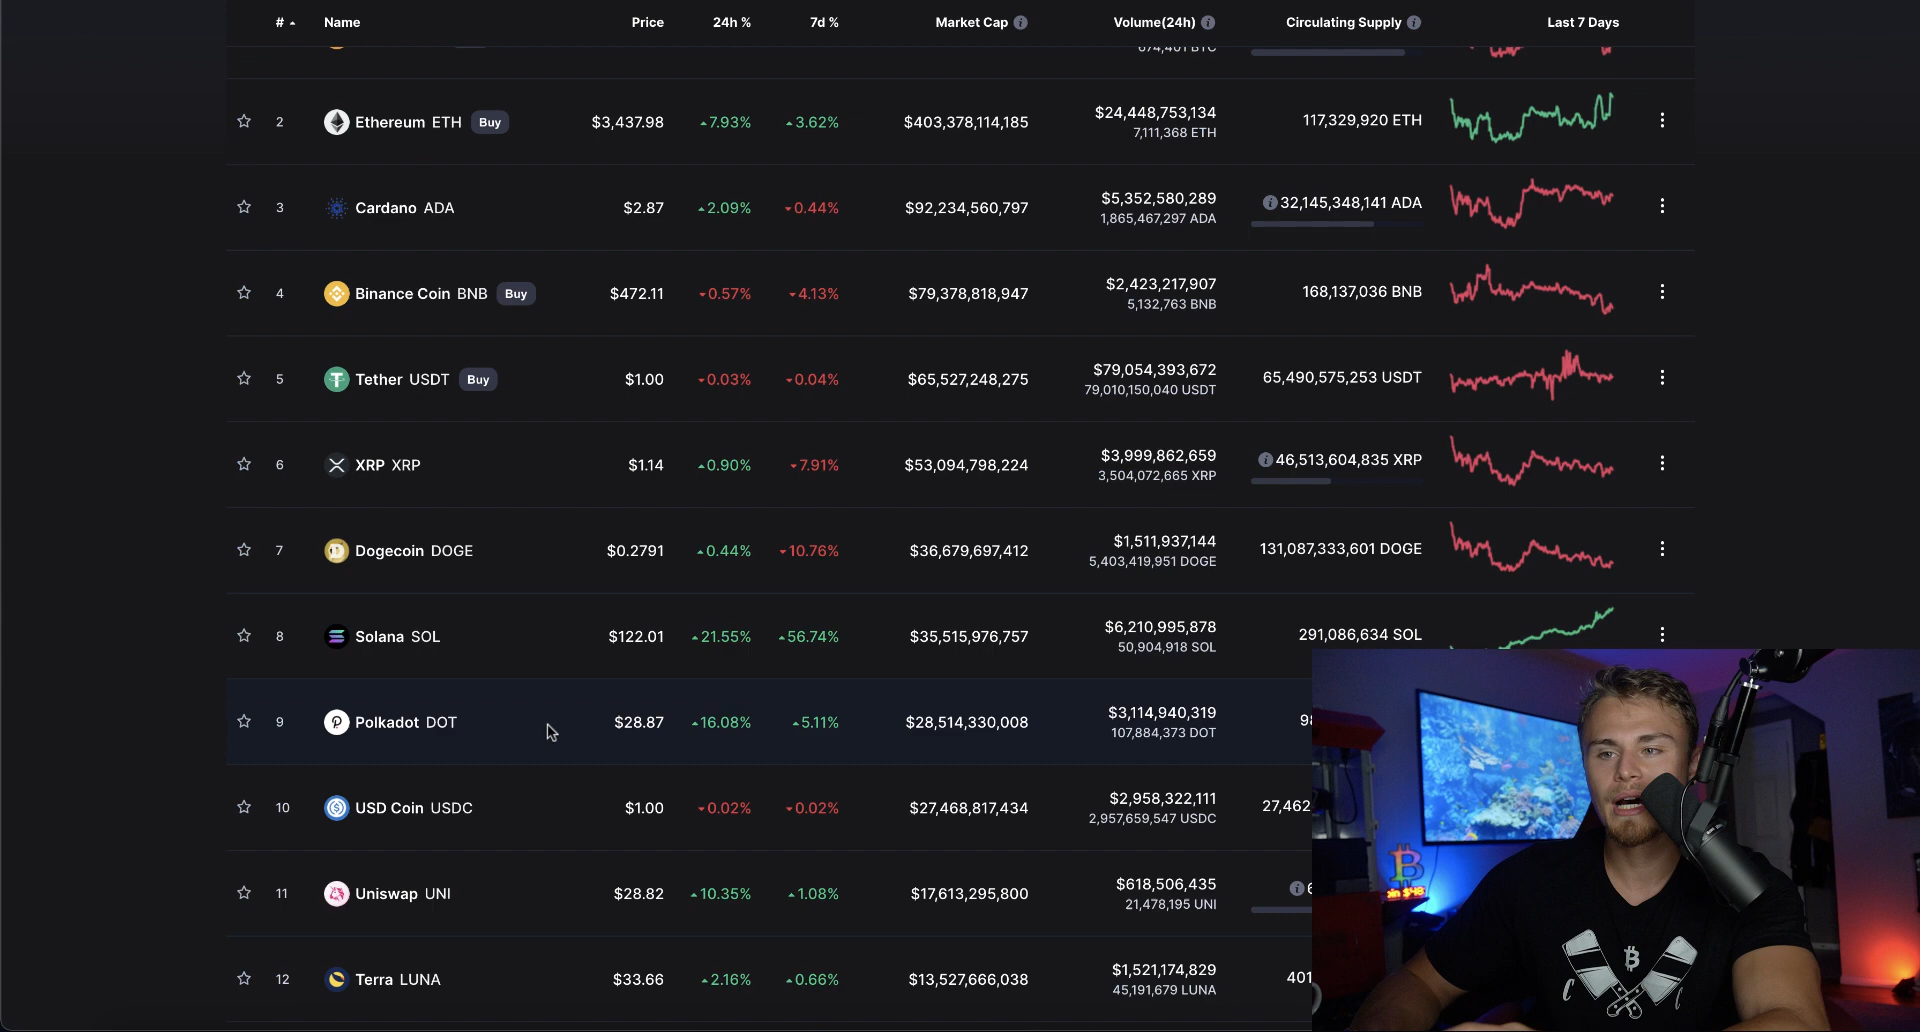 # Name Price 24h % 7d % Market Cap Volume(24h) Circulating Supply Last 7 Days
674,401 BTC
2 Ethereum ETH Buy $3,437.98 7.93% 3.62% $403,378,114,185 $24,448,753,134 117,329,920 ETH
7,111,368 ETH
3 Cardano ADA $2.87 2.09% 0.44% $92,234,560,797 $5,352,580,289 32,145,348,141 ADA
1,865,467,297 ADA
4 Binance Coin BNB Buy $472.11 0.57% 4.13% $79,378,818,947 $2,423,217,907 168,137,036 BNB
5,132,763 BNB
5 Tether USDT Buy $1.00 0.03% 0.04% $65,527,248,275 $79,054,393,672 65,490,575,253 USDT
79,010,150,040 USDT
6 XRP XRP $1.14 0.90% 7.91% $53,094,798,224 $3,999,862,659 46,513,604,835 XRP
3,504,072,665 XRP
7 Dogecoin DOGE $0.2791 0.44% 10.76% $36,679,697,412 $1,511,937,144 131,087,333,601 DOGE
5,403,419,951 DOGE
8 Solana SOL $122.01 21.55% 56.74% $35,515,976,757 $6,210,995,878 291,086,634 SOL
50,904,918 SOL
9 Polkadot DOT $28.87 16.08% 5.11% $28,514,330,008 $3,114,940,319 98
107,884,373 DOT
10 USD Coin USDC $1.00 0.02% 0.02% $27,468,817,434 $2,958,322,111 27,462
2,957,659,547 USDC
11 Uniswap UNI $28.82 10.35% 1.08% $17,613,295,800 $618,506,435 6
21,478,195 UNI
12 Terra LUNA $33.66 2.16% 0.66% $13,527,666,038 $1,521,174,829 401
45,191,679 LUNA